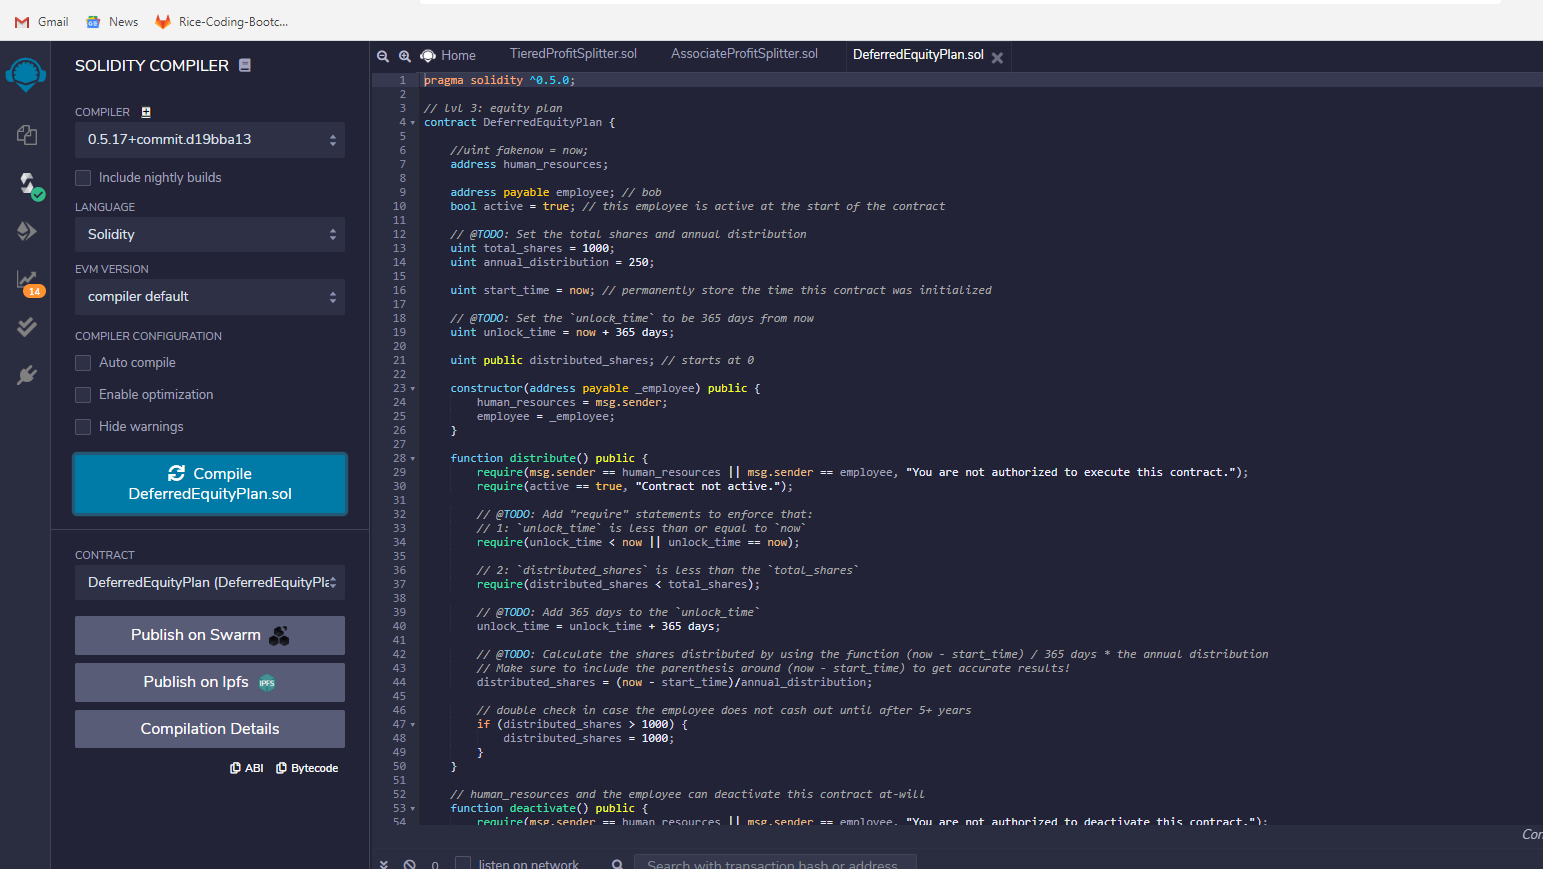 Gmail
News
Rice-Coding-Bootc...
SOLIDITY COMPILER
COMPILER
0.5.17+commit.d19bba13
Include nightly builds
LANGUAGE
Solidity
EVM VERSION
compiler default
COMPILER CONFIGURATION
Auto compile
Enable optimization
Hide warnings
Compile
DeferredEquityPlan.sol
CONTRACT
DeferredEquityPlan (DeferredEquityPla
Publish on Swarm
Publish on Ipfs
IPFS
Compilation Details
ABI
Bytecode
14
Home
TieredProfitSplitter.sol
AssociateProfitSplitter.sol
DeferredEquityPlan.sol
1 pragma solidity ^0.5.0;
2
3 // lvl 3: equity plan
4 contract DeferredEquityPlan {
5
6 //uint fakenow = now;
7 address human_resources;
8
9 address payable employee; // bob
10 bool active = true; // this employee is active at the start of the contract
11
12 // @TODO: Set the total shares and annual distribution
13 uint total_shares = 1000;
14 uint annual_distribution = 250;
15
16 uint start_time = now; // permanently store the time this contract was initialized
17
18 // @TODO: Set the `unlock_time` to be 365 days from now
19 uint unlock_time = now + 365 days;
20
21 uint public distributed_shares; // starts at 0
22
23 constructor(address payable _employee) public {
24 human_resources = msg.sender;
25 employee = _employee;
26 }
27
28 function distribute() public {
29 require(msg.sender == human_resources || msg.sender == employee, "You are not authorized to execute this contract.");
30 require(active == true, "Contract not active.");
31
32 // @TODO: Add "require" statements to enforce that:
33 // 1: `unlock_time` is less than or equal to `now`
34 require(unlock_time < now || unlock_time == now);
35
36 // 2: `distributed_shares` is less than the `total_shares`
37 require(distributed_shares < total_shares);
38
39 // @TODO: Add 365 days to the `unlock_time`
40 unlock_time = unlock_time + 365 days;
41
42 // @TODO: Calculate the shares distributed by using the function (now - start_time) / 365 days * the annual distribution
43 // Make sure to include the parenthesis around (now - start_time) to get accurate results!
44 distributed_shares = (now - start_time)/annual_distribution;
45
46 // double check in case the employee does not cash out until after 5+ years
47 if (distributed_shares > 1000) {
48 distributed_shares = 1000;
49 }
50 }
51
52 // human_resources and the employee can deactivate this contract at-will
53 function deactivate() public {
54 require(msg.sender == human_resources || msg.sender == employee, "You are not authorized to deactivate this contract.");
Con
0
listen on network
Search with transaction hash or address